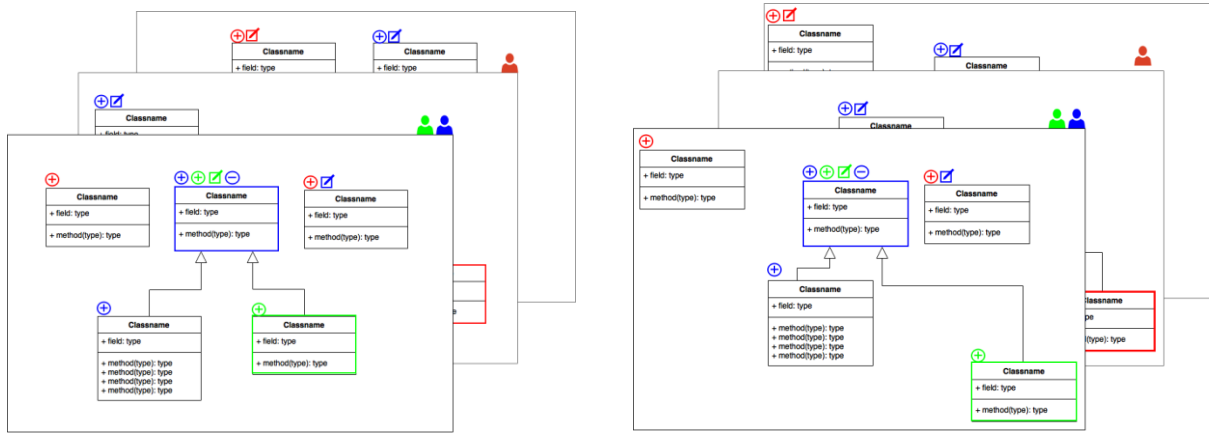 Classname
+ field: type
Classname
+ field: type
Classname
Classname
+ field: type
+ method(type): type
Classname
+ field: type
+ method(type): type
Classname
+ field: type
+ method(type): type
Classname
+ field: type
+ method(type): type
+ method(type): type
+ method(type): type
+ method(type): type
Classname
+ field: type
+ method(type): type
Classname
+ field: type
Classname
Classname
Classname
+ field: type
+ method(type): type
Classname
+ field: type
+ method(type): type
Classname
+ field: type
+ method(type): type
Classname
+ field: type
+ method(type): type
+ method(type): type
+ method(type): type
+ method(type): type
Classname
Classname
+ field: type
+ method(type): type